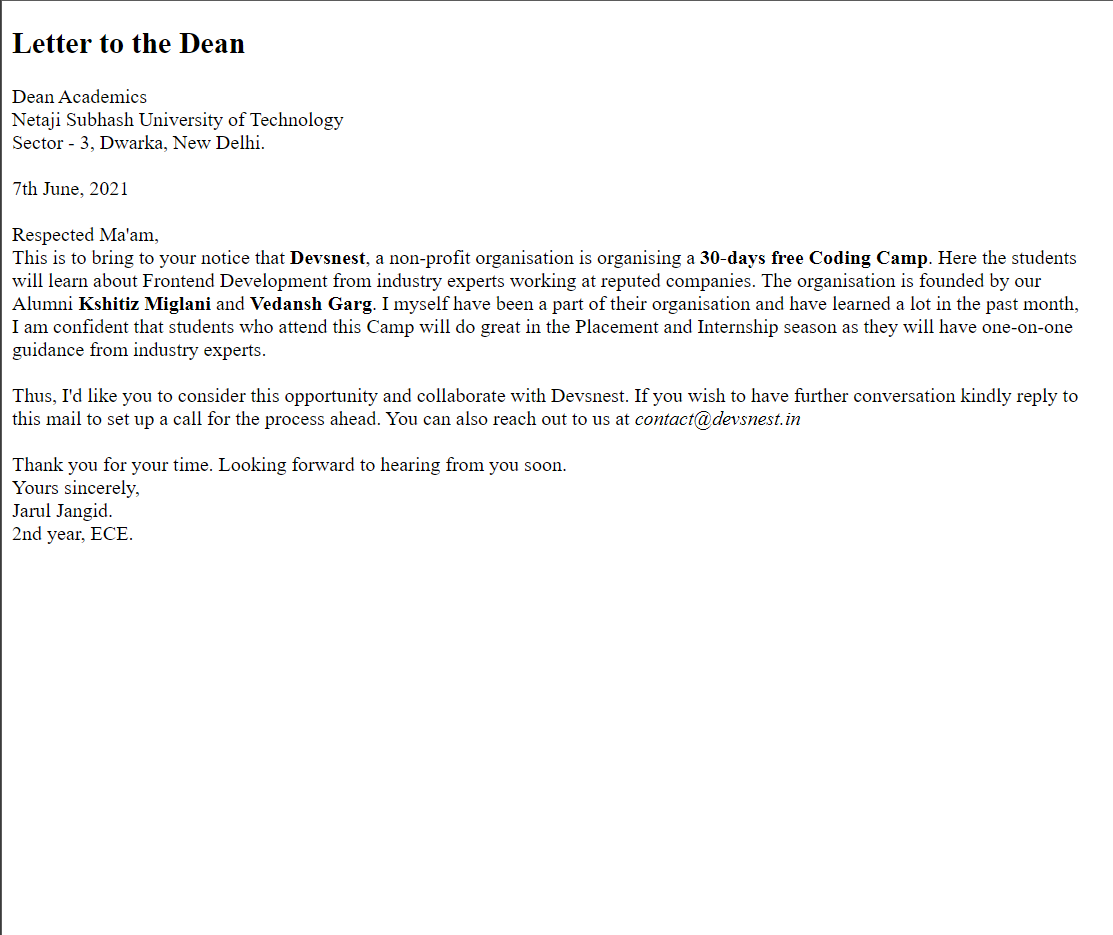 Letter to the Dean
Dean Academics
Netaji Subhash University of Technology
Sector - 3, Dwarka, New Delhi.
7th June, 2021
Respected Ma'am,
This is to bring to your notice that Devsnest, a non-profit organisation is organising a 30-days free Coding Camp. Here the students
will learn about Frontend Development from industry experts working at reputed companies. The organisation is founded by our
Alumni Kshitiz Miglani and Vedansh Garg. I myself have been a part of their organisation and have learned a lot in the past month,
I am confident that students who attend this Camp will do great in the Placement and Internship season as they will have one-on-one
guidance from industry experts.
Thus, I'd like you to consider this opportunity and collaborate with Devsnest. If you wish to have further conversation kindly reply to
this mail to set up a call for the process ahead. You can also reach out to us at contact@devsnest.in
Thank you for your time. Looking forward to hearing from you soon.
Yours sincerely,
Jarul Jangid.
2nd year, ECE.